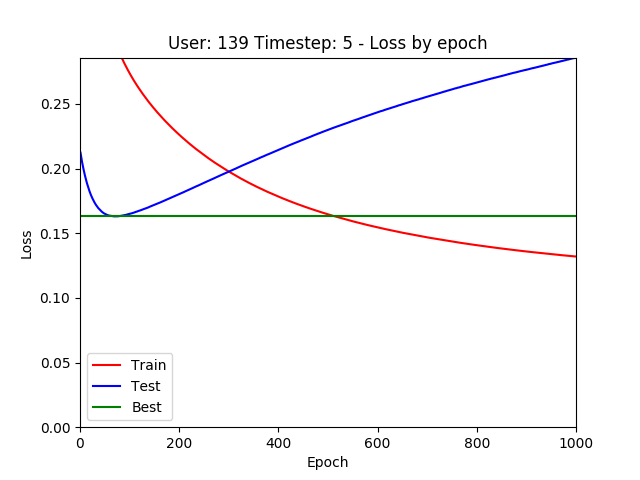 User: 139 Timestep: 5 - Loss by epoch
Loss
0.25
0.20
0.15
0.10
0.05
0.00
Train
Test
Best
0 200 400 600 800 1000
Epoch